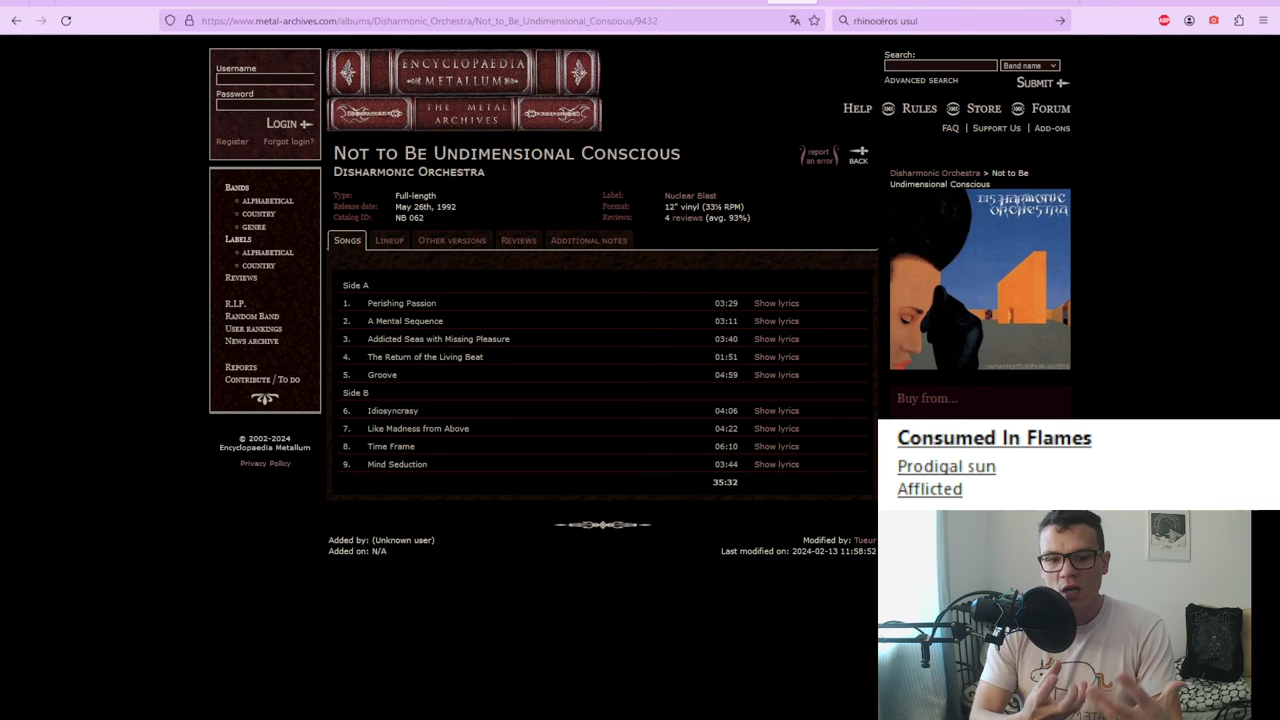 https://www.metal-archives.com/albums/Disharmonic_Orchestra/Not_to_Be_Undimensional_Conscious/9432
rhinocéros usul
ABP
Username
Password
Login
Register Forgot login?
Encyclopaedia
Metallum
The Metal
Archives
Search:
Band name
Advanced search
Submit
Help Rules Store Forum
FAQ | Support Us | Add-ons
Not to Be Undimensional Conscious
Disharmonic Orchestra
report
an error
BACK
Type: Full-length
Release date: May 26th, 1992
Catalog ID: NB 062
Label: Nuclear Blast
Format: 12" vinyl (33⅓ RPM)
Reviews: 4 reviews (avg. 93%)
Disharmonic Orchestra > Not to Be
Undimensional Conscious
DISHARMONIC
ORCHESTRA
Bands
Alphabetical
Country
Genre
Labels
Alphabetical
Country
Reviews
R.I.P.
Random Band
User rankings
News archive
Reports
Contribute / To do
© 2002-2024
Encyclopaedia Metallum
Privacy Policy
Songs Lineup Other versions Reviews Additional notes
Side A
1. Perishing Passion 03:29 Show lyrics
2. A Mental Sequence 03:11 Show lyrics
3. Addicted Seas with Missing Pleasure 03:40 Show lyrics
4. The Return of the Living Beat 01:51 Show lyrics
5. Groove 04:59 Show lyrics
Side B
6. Idiosyncrasy 04:06 Show lyrics
7. Like Madness from Above 04:22 Show lyrics
8. Time Frame 06:10 Show lyrics
9. Mind Seduction 03:44 Show lyrics
35:32
Added by: (Unknown user)
Added on: N/A
Modified by: Tueur
Last modified on: 2024-02-13 11:58:52
Buy from...
Consumed In Flames
Prodigal sun
Afflicted
META